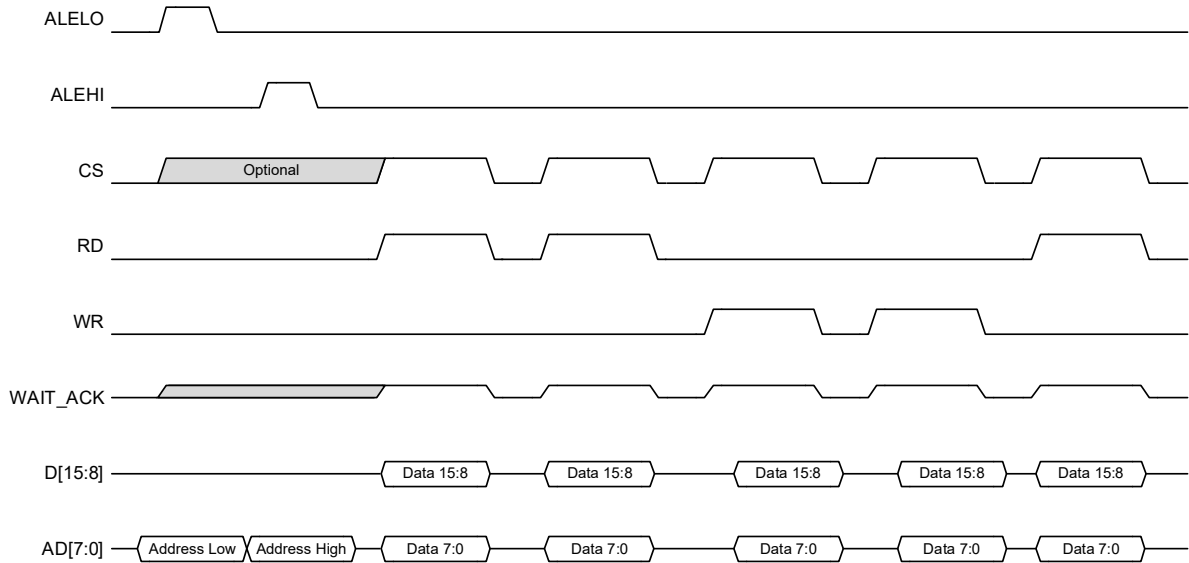 ALELO
ALEHI
CS
Optional
RD
WR
WAIT_ACK
D[15:8]
Data 15:8
Data 15:8
Data 15:8
Data 15:8
Data 15:8
AD[7:0]
Address Low
Address High
Data 7:0
Data 7:0
Data 7:0
Data 7:0
Data 7:0